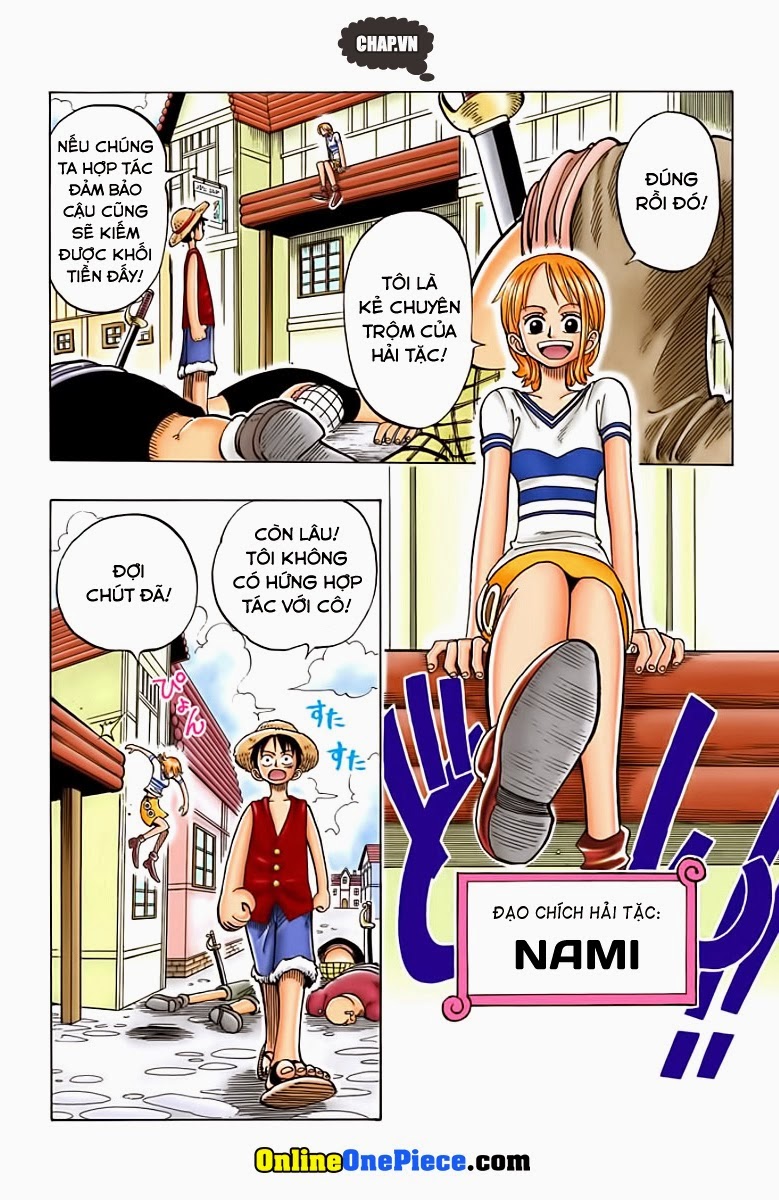 CHAP.VN
ĐÚNG
RỒI ĐÓ!
TÔI LÀ
KẺ CHUYÊN
TRỘM CỦA
HẢI TẶC!
NẾU CHÚNG
TA HỢP TÁC
ĐẢM BẢO
CẬU CŨNG
SẼ KIẾM
ĐƯỢC KHỐI
TIỀN ĐẤY!
ĐẠO CHÍCH HẢI TẶC:
NAMI
CÒN LÂU!
TÔI KHÔNG
CÓ HỨNG HỢP
TÁC VỚI CÔ!
ĐỢI
CHÚT ĐÃ!
ぴょん
すた
すた
OnlineOnePiece.com